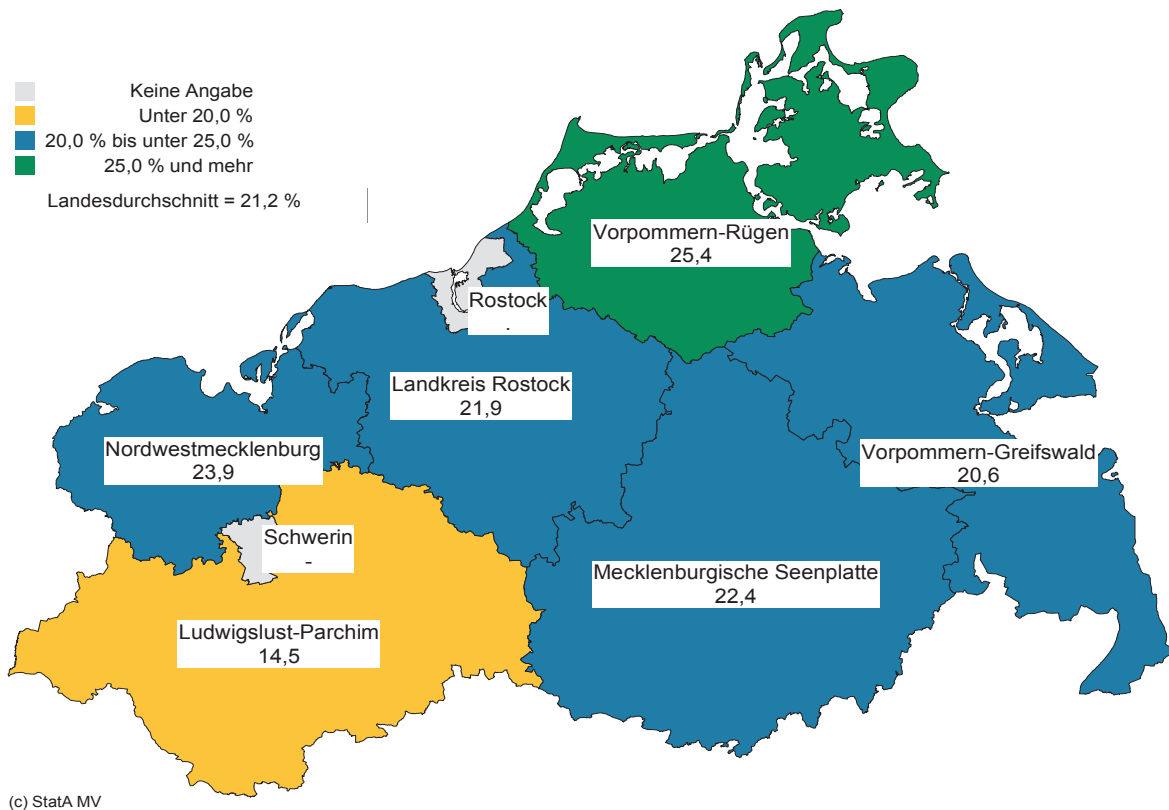 Keine Angabe
Unter 20,0 %
20,0 % bis unter 25,0 %
25,0 % und mehr
Landesdurchschnitt = 21,2 %
Vorpommern-Rügen
25,4
Rostock
.
Landkreis Rostock
21,9
Nordwestmecklenburg
23,9
Vorpommern-Greifswald
20,6
Schwerin
-
Mecklenburgische Seenplatte
22,4
Ludwigslust-Parchim
14,5
(c) StatA MV